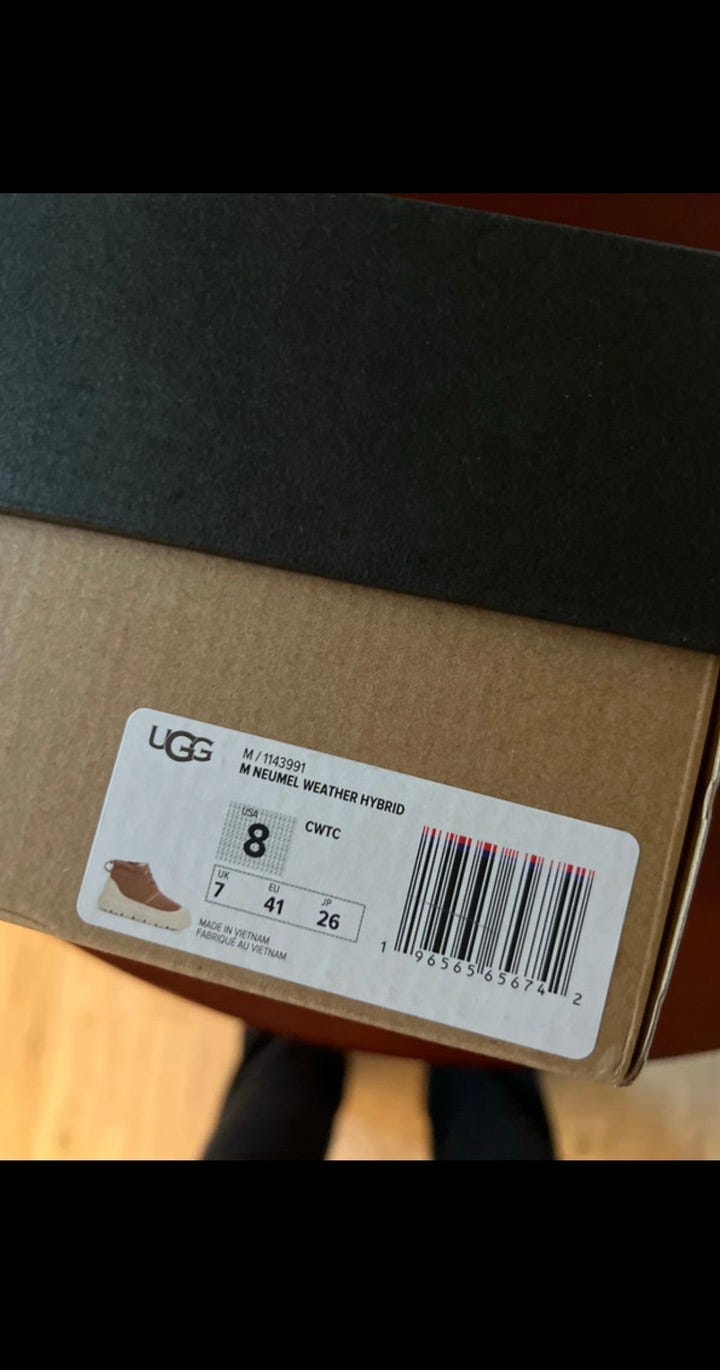 UGG
M / 1143991
M NEUMEL WEATHER HYBRID
USA
8
CWTC
UK
7
EU
41
JP
26
MADE IN VIETNAM
FABRIQUÉ AU VIETNAM
1 96565 65674 2